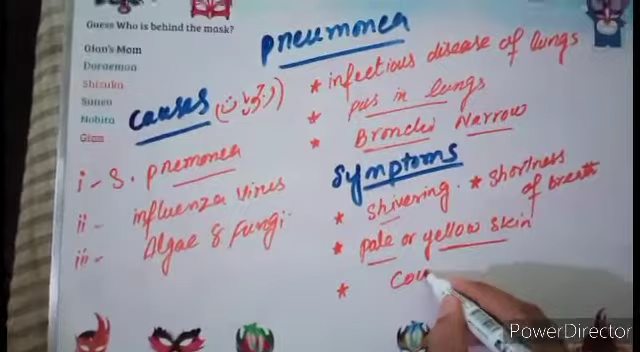 Guess Who is behind the mask?
Gian's Mom
Doraemon
Shizuka
Suneo
Nobita
Gian
pneumonea
* infectious disease of lungs
* pus in lungs
* Bronchi Narrow
causes
i - S. pnemonea
ii - influenza virus
iii - Algae & Fungi.
Symptoms
* Shivering. * Shortness of breath
* pale or yellow skin
* Cou
PowerDirector